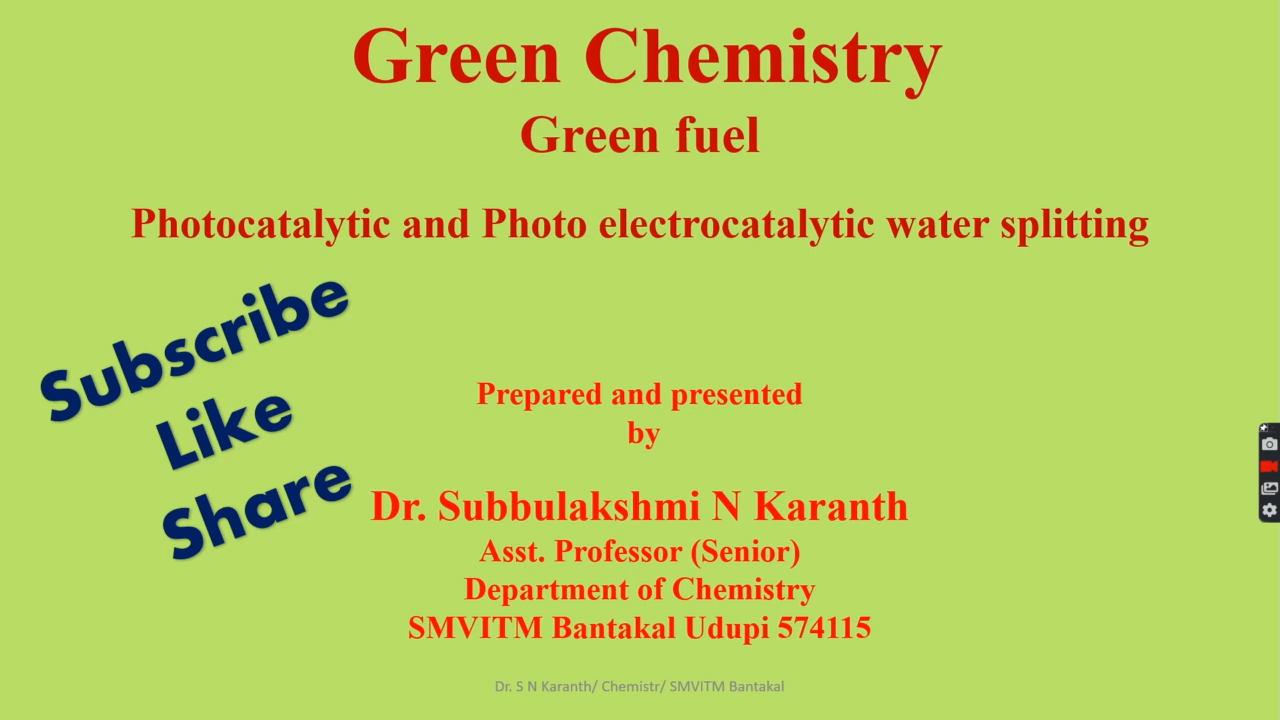 Green Chemistry
Green fuel
Photocatalytic and Photo electrocatalytic water splitting
Subscribe
Like
Share
Prepared and presented
by
Dr. Subbulakshmi N Karanth
Asst. Professor (Senior)
Department of Chemistry
SMVITM Bantakal Udupi 574115
Dr. S N Karanth/ Chemistr/ SMVITM Bantakal